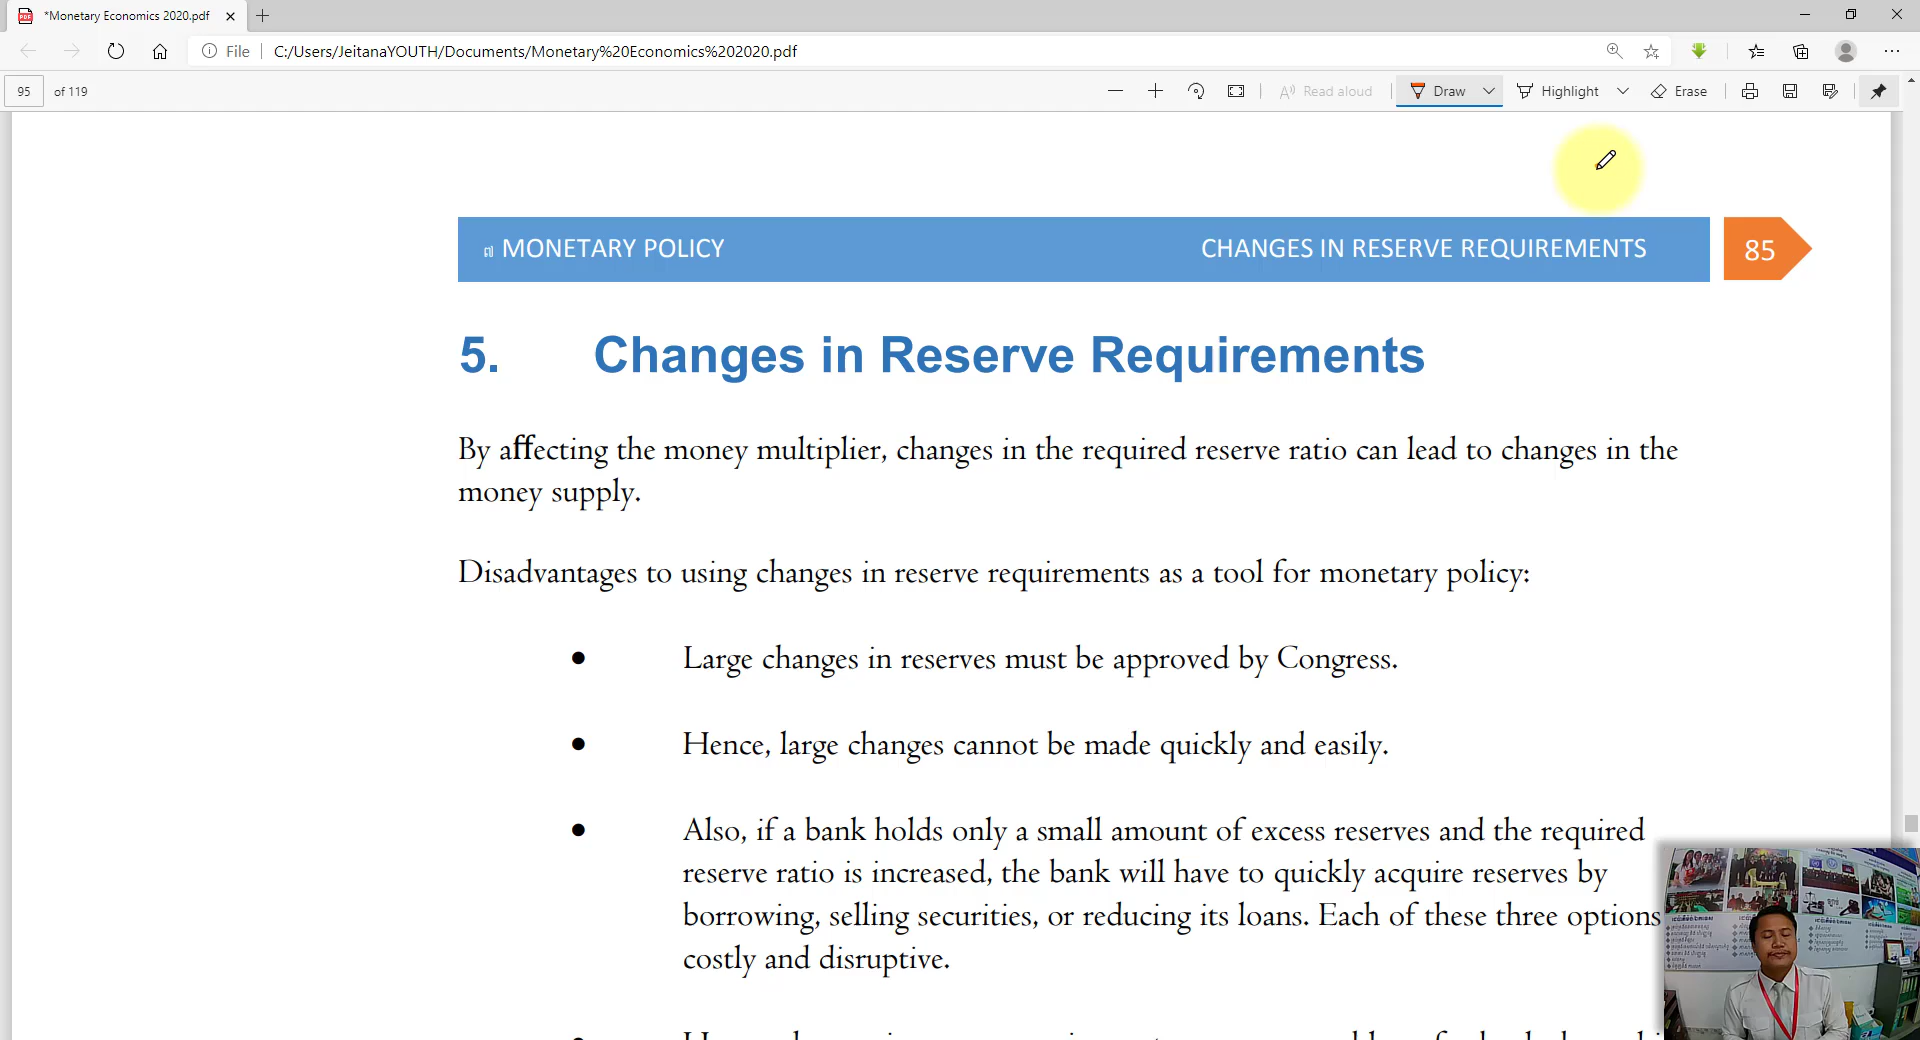 *Monetary Economics 2020.pdf
File
C:/Users/JeitanaYOUTH/Documents/Monetary%20Economics%202020.pdf
95 of 119
Read aloud
Draw
Highlight
Erase
៧ MONETARY POLICY
CHANGES IN RESERVE REQUIREMENTS
85
5. Changes in Reserve Requirements
By affecting the money multiplier, changes in the required reserve ratio can lead to changes in the
money supply.
Disadvantages to using changes in reserve requirements as a tool for monetary policy:
● Large changes in reserves must be approved by Congress.
● Hence, large changes cannot be made quickly and easily.
● Also, if a bank holds only a small amount of excess reserves and the required
reserve ratio is increased, the bank will have to quickly acquire reserves by
borrowing, selling securities, or reducing its loans. Each of these three options
costly and disruptive.